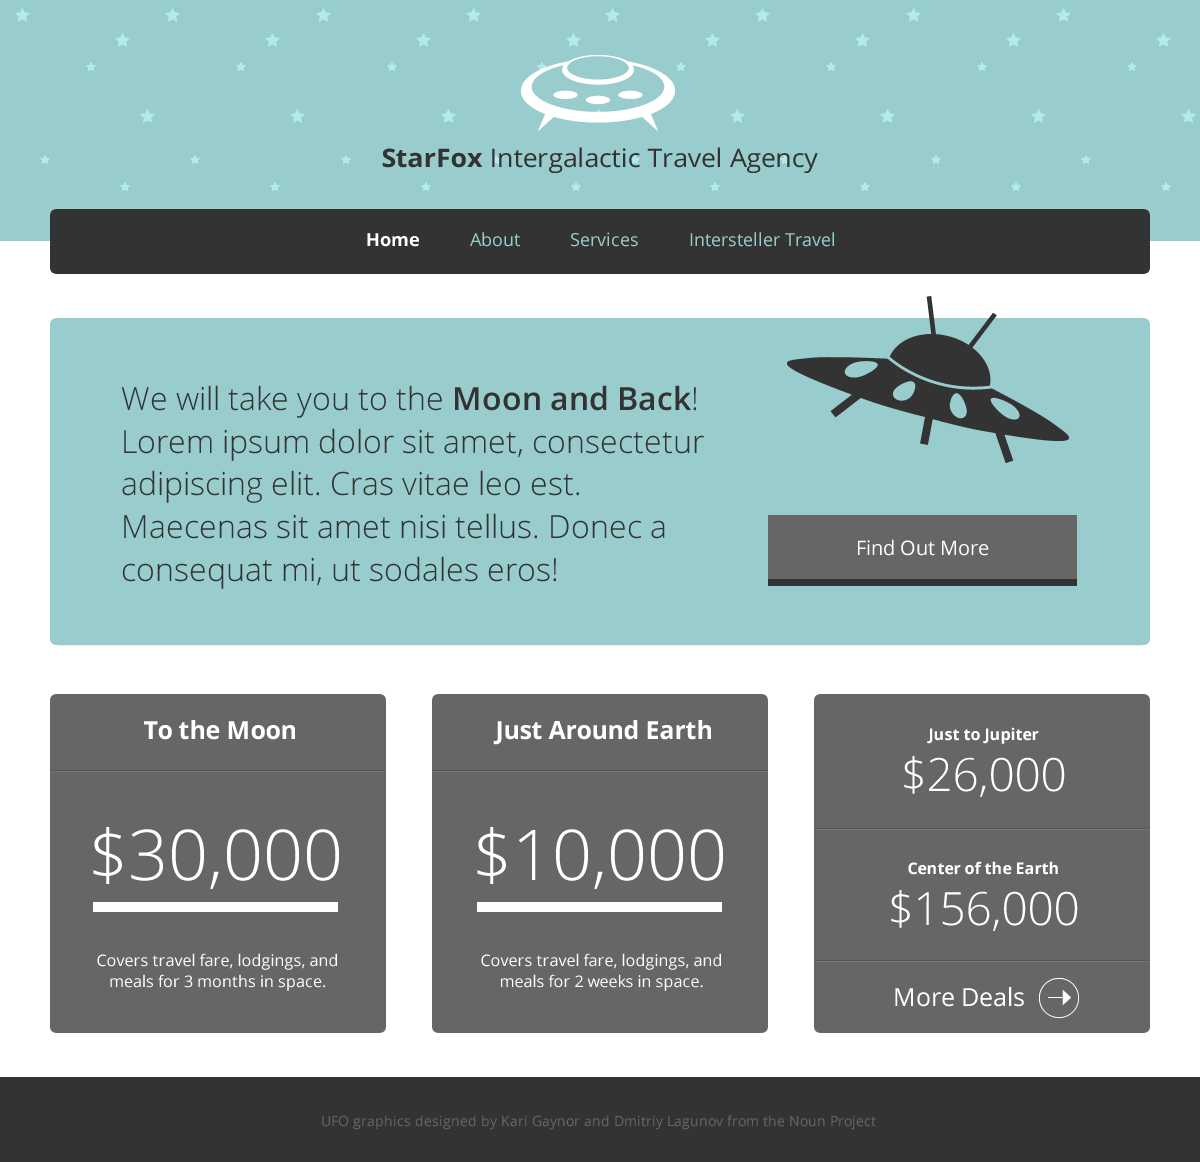 StarFox Intergalactic Travel Agency
Home About Services Intersteller Travel
We will take you to the Moon and Back!
Lorem ipsum dolor sit amet, consectetur
adipiscing elit. Cras vitae leo est.
Maecenas sit amet nisi tellus. Donec a
consequat mi, ut sodales eros!
Find Out More
To the Moon
$30,000
Covers travel fare, lodgings, and
meals for 3 months in space.
Just Around Earth
$10,000
Covers travel fare, lodgings, and
meals for 2 weeks in space.
Just to Jupiter
$26,000
Center of the Earth
$156,000
More Deals
UFO graphics designed by Kari Gaynor and Dmitriy Lagunov from the Noun Project